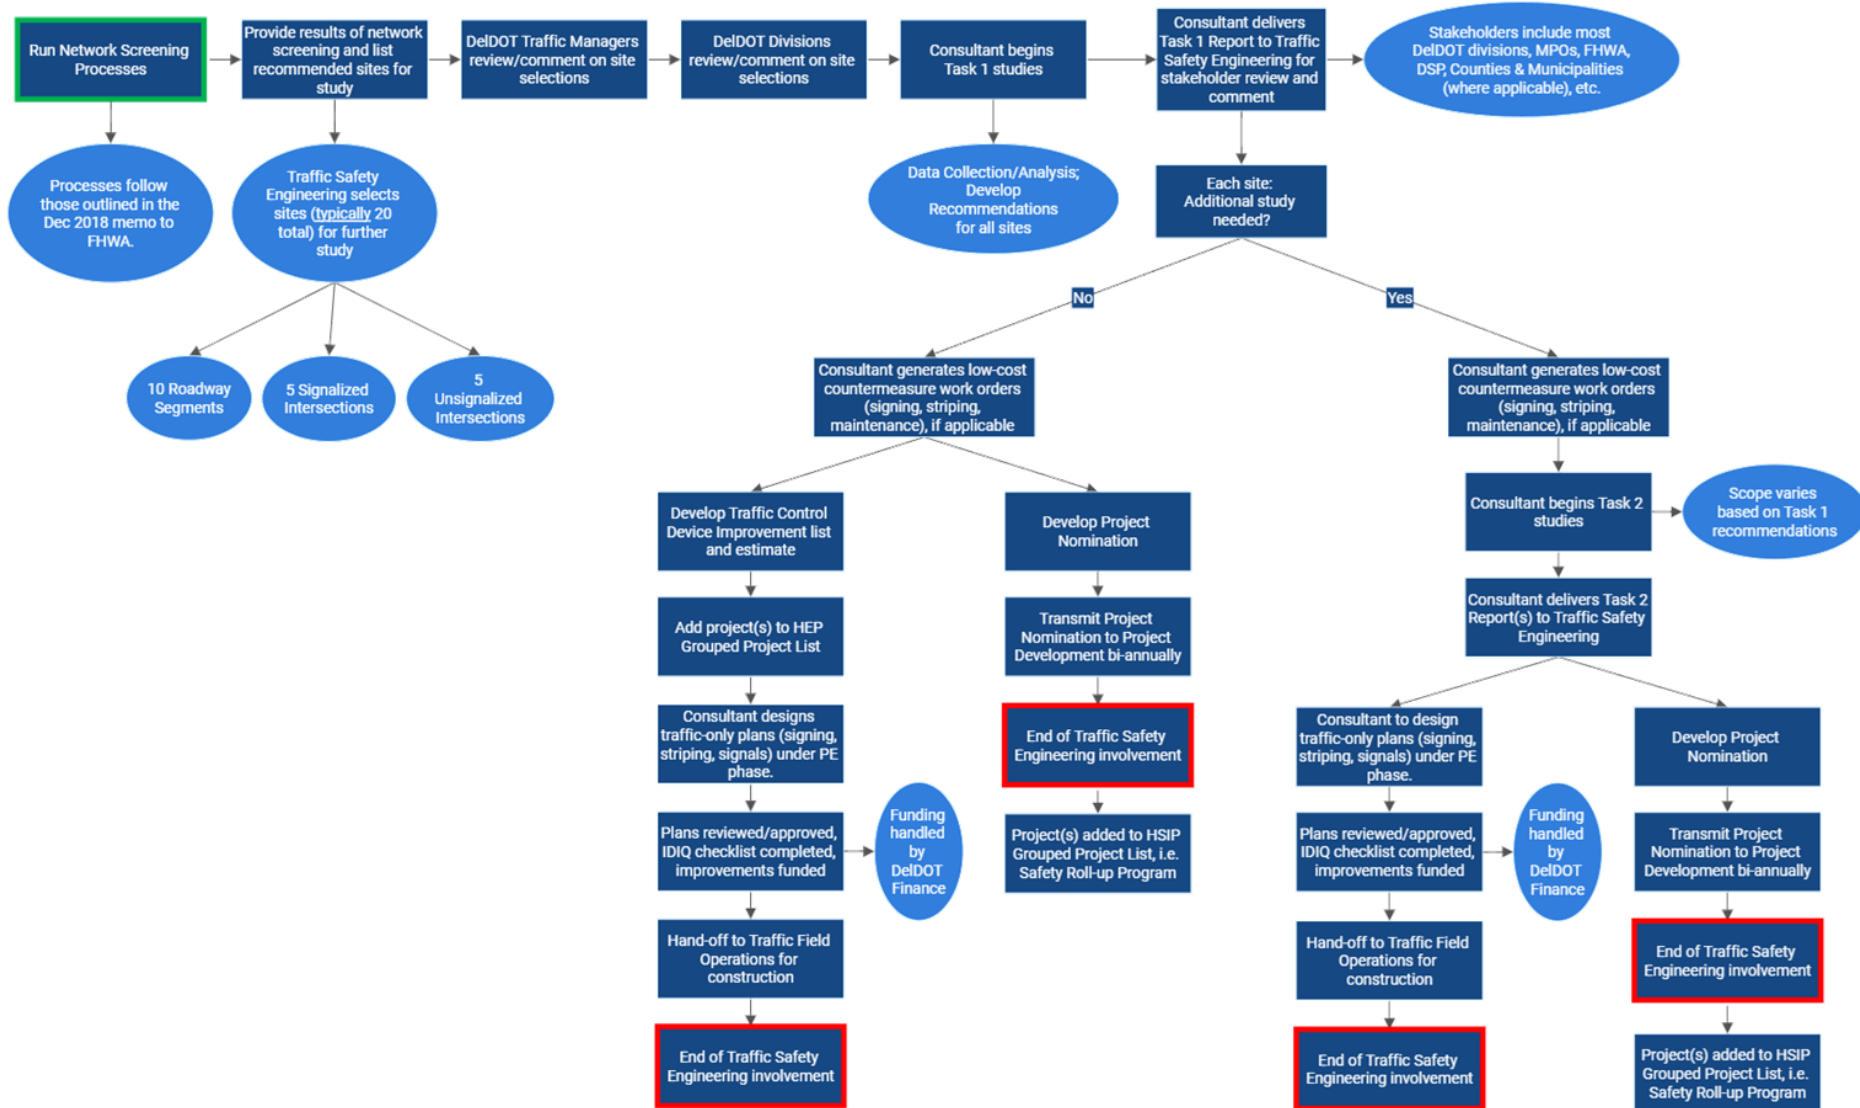 Run Network Screening
Processes
Provide results of network
screening and list
recommended sites for
study
DelDOT Traffic Managers
review/comment on site
selections
DelDOT Divisions
review/comment on site
selections
Consultant begins
Task 1 studies
Consultant delivers
Task 1 Report to Traffic
Safety Engineering for
stakeholder review and
comment
Stakeholders include most
DelDOT divisions, MPOs, FHWA,
DSP, Counties & Municipalities
(where applicable), etc.
Processes follow
those outlined in the
Dec 2018 memo to
FHWA.
Traffic Safety
Engineering selects
sites (typically 20
total) for further
study
Data Collection/Analysis;
Develop
Recommendations
for all sites
Each site:
Additional study
needed?
No
Yes
10 Roadway
Segments
5 Signalized
Intersections
5
Unsignalized
Intersections
Consultant generates low-cost
countermeasure work orders
(signing, striping,
maintenance), if applicable
Consultant generates low-cost
countermeasure work orders
(signing, striping,
maintenance), if applicable
Develop Traffic Control
Device Improvement list
and estimate
Develop Project
Nomination
Consultant begins Task 2
studies
Scope varies
based on Task 1
recommendations
Add project(s) to HEP
Grouped Project List
Transmit Project
Nomination to Project
Development bi-annually
Consultant delivers Task 2
Report(s) to Traffic Safety
Engineering
Consultant designs
traffic-only plans (signing,
striping, signals) under PE
phase.
End of Traffic Safety
Engineering involvement
Consultant to design
traffic-only plans (signing,
striping, signals) under PE
phase.
Develop Project
Nomination
Plans reviewed/approved,
IDIQ checklist completed,
improvements funded
Funding
handled
by
DelDOT
Finance
Project(s) added to HSIP
Grouped Project List, i.e.
Safety Roll-up Program
Plans reviewed/approved,
IDIQ checklist completed,
improvements funded
Funding
handled
by
DelDOT
Finance
Transmit Project
Nomination to Project
Development bi-annually
Hand-off to Traffic Field
Operations for
construction
Hand-off to Traffic Field
Operations for
construction
End of Traffic Safety
Engineering involvement
End of Traffic Safety
Engineering involvement
End of Traffic Safety
Engineering involvement
Project(s) added to HSIP
Grouped Project List, i.e.
Safety Roll-up Program